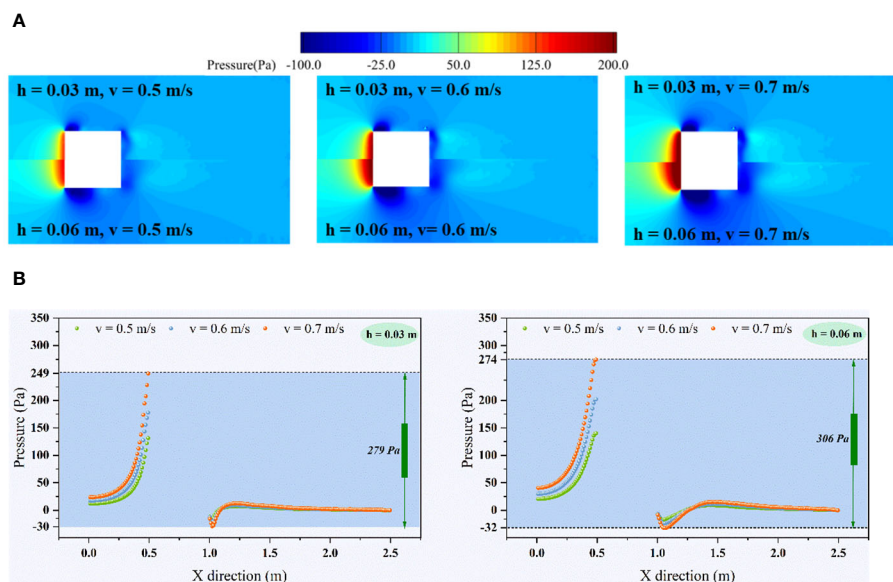 A
Pressure(Pa) -100.0 -25.0 50.0 125.0 200.0
h = 0.03 m, v = 0.5 m/s
h = 0.06 m, v = 0.5 m/s
h = 0.03 m, v = 0.6 m/s
h = 0.06 m, v= 0.6 m/s
h = 0.03 m, v = 0.7 m/s
h = 0.06 m, v = 0.7 m/s
B
v = 0.5 m/s v = 0.6 m/s v = 0.7 m/s
h = 0.03 m
Pressure (Pa)
350
300
249
200
150
100
50
0
-30
279 Pa
0.0 0.5 1.0 1.5 2.0 2.5
X direction (m)
v = 0.5 m/s v = 0.6 m/s v = 0.7 m/s
h = 0.06 m
Pressure (Pa)
350
300
274
200
150
100
50
0
-32
306 Pa
0.0 0.5 1.0 1.5 2.0 2.5
X direction (m)